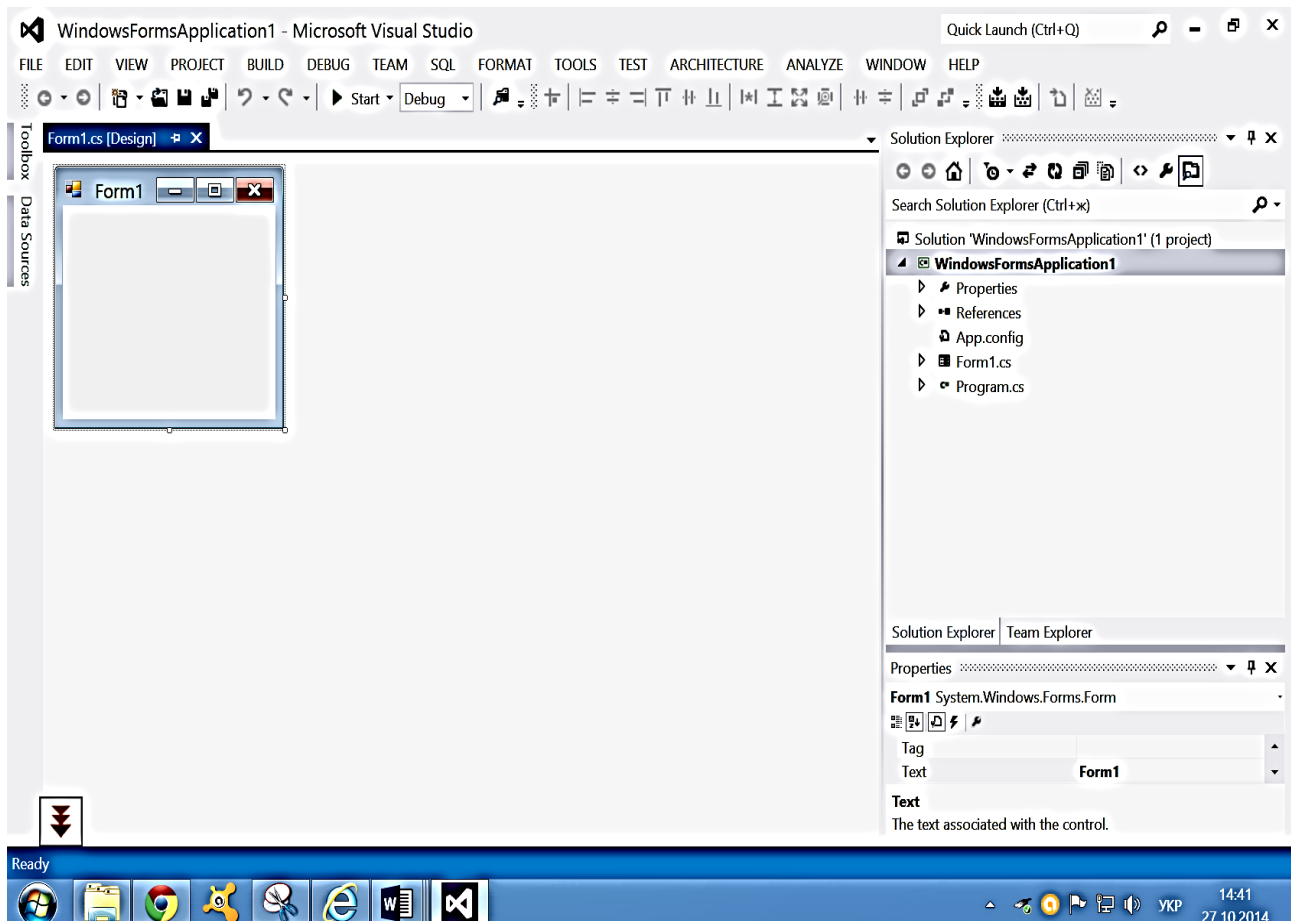 WindowsFormsApplication1 - Microsoft Visual Studio
Quick Launch (Ctrl+Q)
FILE EDIT VIEW PROJECT BUILD DEBUG TEAM SQL FORMAT TOOLS TEST ARCHITECTURE ANALYZE WINDOW HELP
Start Debug
Toolbox
Data Sources
Form1.cs [Design]
Form1
Solution Explorer
Search Solution Explorer (Ctrl+ж)
Solution 'WindowsFormsApplication1' (1 project)
WindowsFormsApplication1
Properties
References
App.config
Form1.cs
Program.cs
Solution Explorer Team Explorer
Properties
Form1 System.Windows.Forms.Form
Tag
Text Form1
Text
The text associated with the control.
Ready
УКР
14:41
27.10.2014